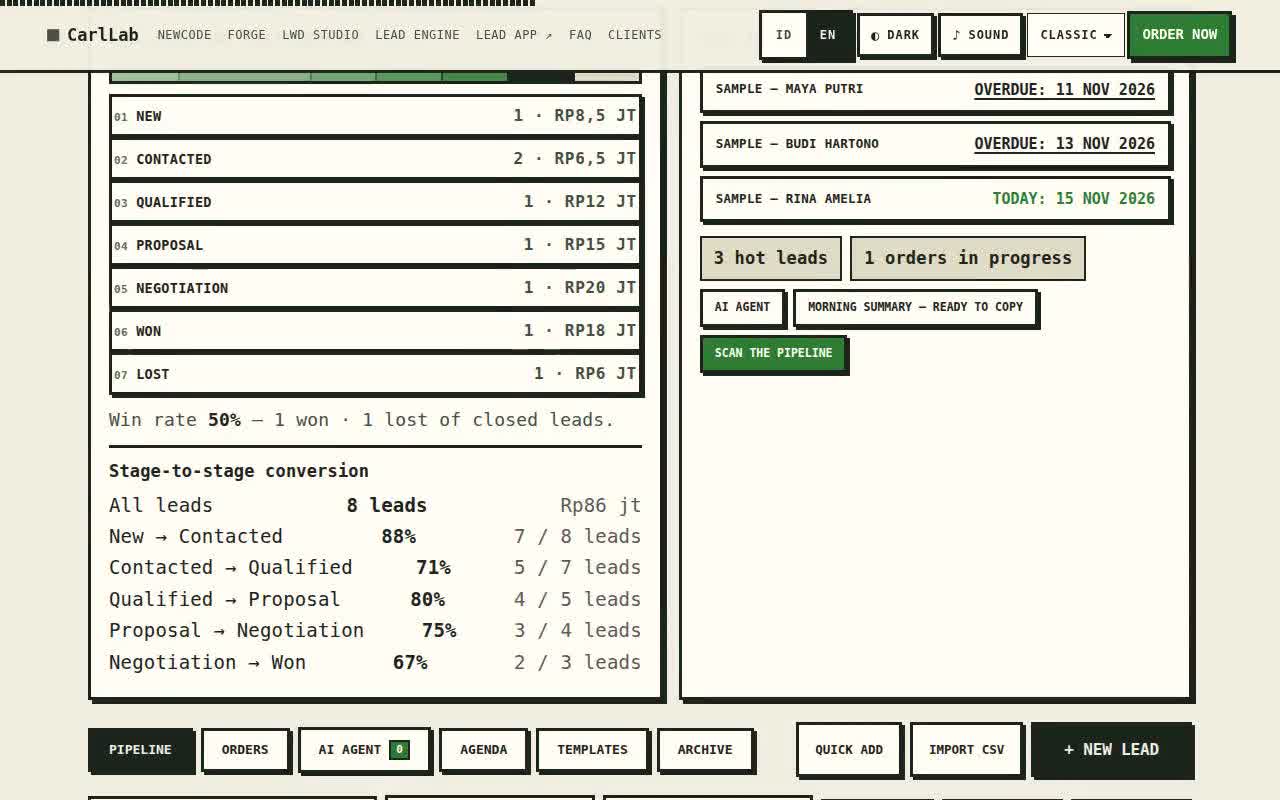 CarlLab NEWCODE FORGE LWD STUDIO LEAD ENGINE LEAD APP ↗ FAQ CLIENTS ID EN ◐ DARK ♪ SOUND CLASSIC ORDER NOW
01 NEW 1 · RP8,5 JT
02 CONTACTED 2 · RP6,5 JT
03 QUALIFIED 1 · RP12 JT
04 PROPOSAL 1 · RP15 JT
05 NEGOTIATION 1 · RP20 JT
06 WON 1 · RP18 JT
07 LOST 1 · RP6 JT
Win rate 50% — 1 won · 1 lost of closed leads.
Stage-to-stage conversion
All leads 8 leads Rp86 jt
New → Contacted 88% 7 / 8 leads
Contacted → Qualified 71% 5 / 7 leads
Qualified → Proposal 80% 4 / 5 leads
Proposal → Negotiation 75% 3 / 4 leads
Negotiation → Won 67% 2 / 3 leads
SAMPLE — MAYA PUTRI OVERDUE: 11 NOV 2026
SAMPLE — BUDI HARTONO OVERDUE: 13 NOV 2026
SAMPLE — RINA AMELIA TODAY: 15 NOV 2026
3 hot leads 1 orders in progress
AI AGENT MORNING SUMMARY — READY TO COPY
SCAN THE PIPELINE
PIPELINE ORDERS AI AGENT 0 AGENDA TEMPLATES ARCHIVE QUICK ADD IMPORT CSV + NEW LEAD